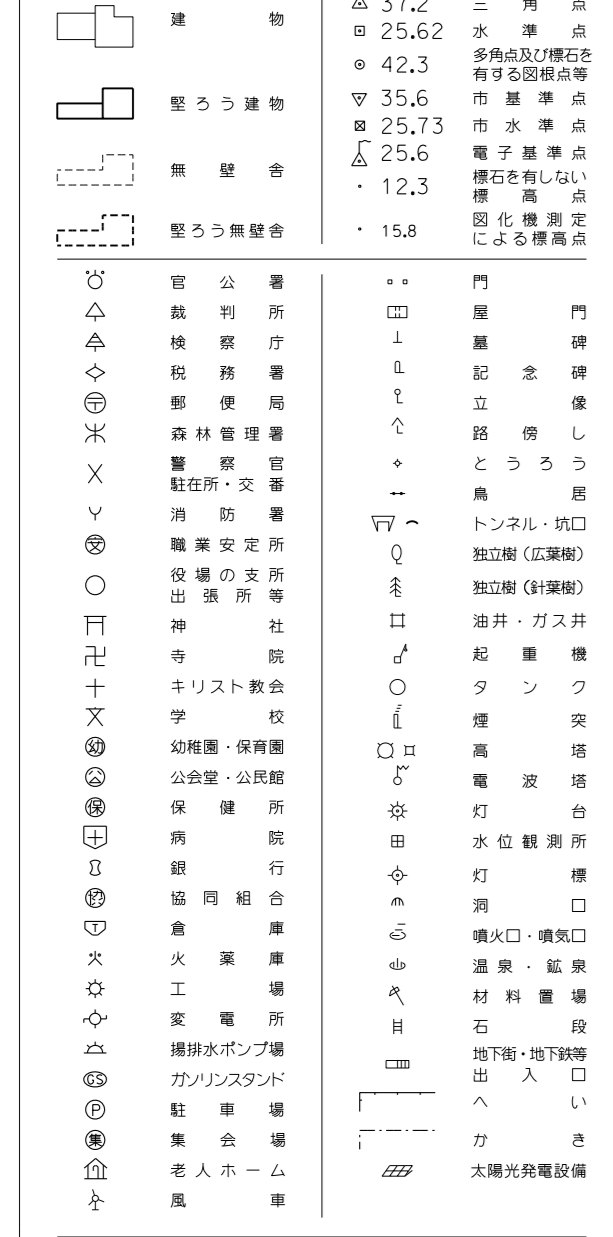 建物
堅ろう建物
無壁舎
堅ろう無壁舎
37.2 三角点
25.62 水準点
42.3 多角点及び標石を
有する図根点等
35.6 市基準点
25.73 市水準点
25.6 電子基準点
12.3 標石を有しない
標高点
15.8 図化機測定
による標高点
官公署
裁判所
検察庁
税務署
郵便局
森林管理署
警察官
駐在所・交番
消防署
職業安定所
役場の支所
出張所等
神社
寺院
キリスト教会
文 学校
幼 幼稚園・保育園
公 公会堂・公民館
保 保健所
病院
銀行
協 協同組合
T 倉庫
火 火薬庫
工場
変電所
揚排水ポンプ場
GS ガソリンスタンド
P 駐車場
集 集会場
老人ホーム
風車
門
屋門
墓碑
記念碑
立像
路傍し
とうろう
鳥居
トンネル・坑口
独立樹（広葉樹）
独立樹（針葉樹）
油井・ガス井
起重機
タンク
煙突
高塔
電波塔
灯台
水位観測所
灯標
洞口
噴火口・噴気口
温泉・鉱泉
材料置場
石段
地下街・地下鉄等
出入口
へい
かき
太陽光発電設備